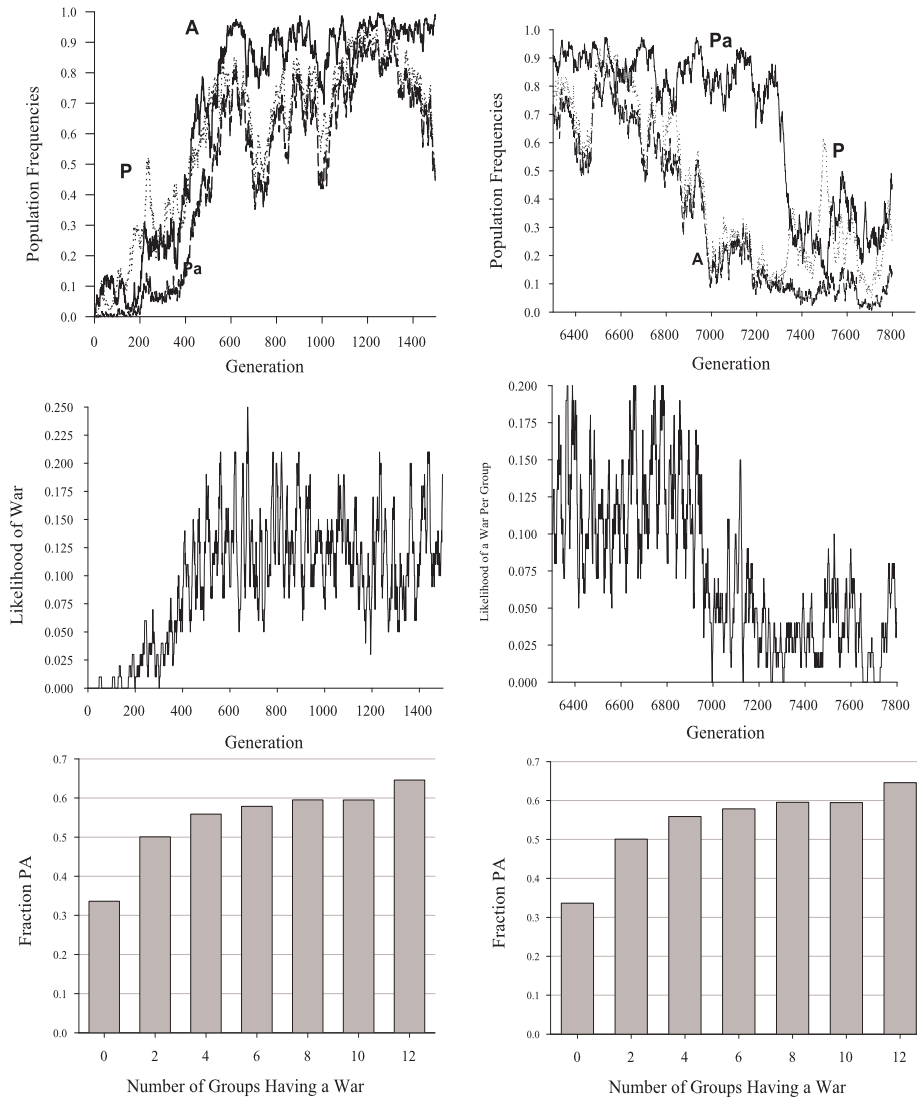 1.0
0.9
0.8
0.7
0.6
0.5
0.4
0.3
0.2
0.1
0.0
Population Frequencies
A
P
Pa
0 200 400 600 800 1000 1200 1400
Generation
1.0
0.9
0.8
0.7
0.6
0.5
0.4
0.3
0.2
0.1
0.0
Population Frequencies
Pa
P
A
6400 6600 6800 7000 7200 7400 7600 7800
Generation
0.250
0.225
0.200
0.175
0.150
0.125
0.100
0.075
0.050
0.025
0.000
Likelihood of War
0 200 400 600 800 1000 1200 1400
Generation
0.200
0.175
0.150
0.125
0.100
0.075
0.050
0.025
0.000
Likelihood of a War Per Group
6400 6600 6800 7000 7200 7400 7600 7800
Generation
0.7
0.6
0.5
0.4
0.3
0.2
0.1
0.0
Fraction PA
0 2 4 6 8 10 12
Number of Groups Having a War
0.7
0.6
0.5
0.4
0.3
0.2
0.1
0.0
Fraction PA
0 2 4 6 8 10 12
Number of Groups Having a War